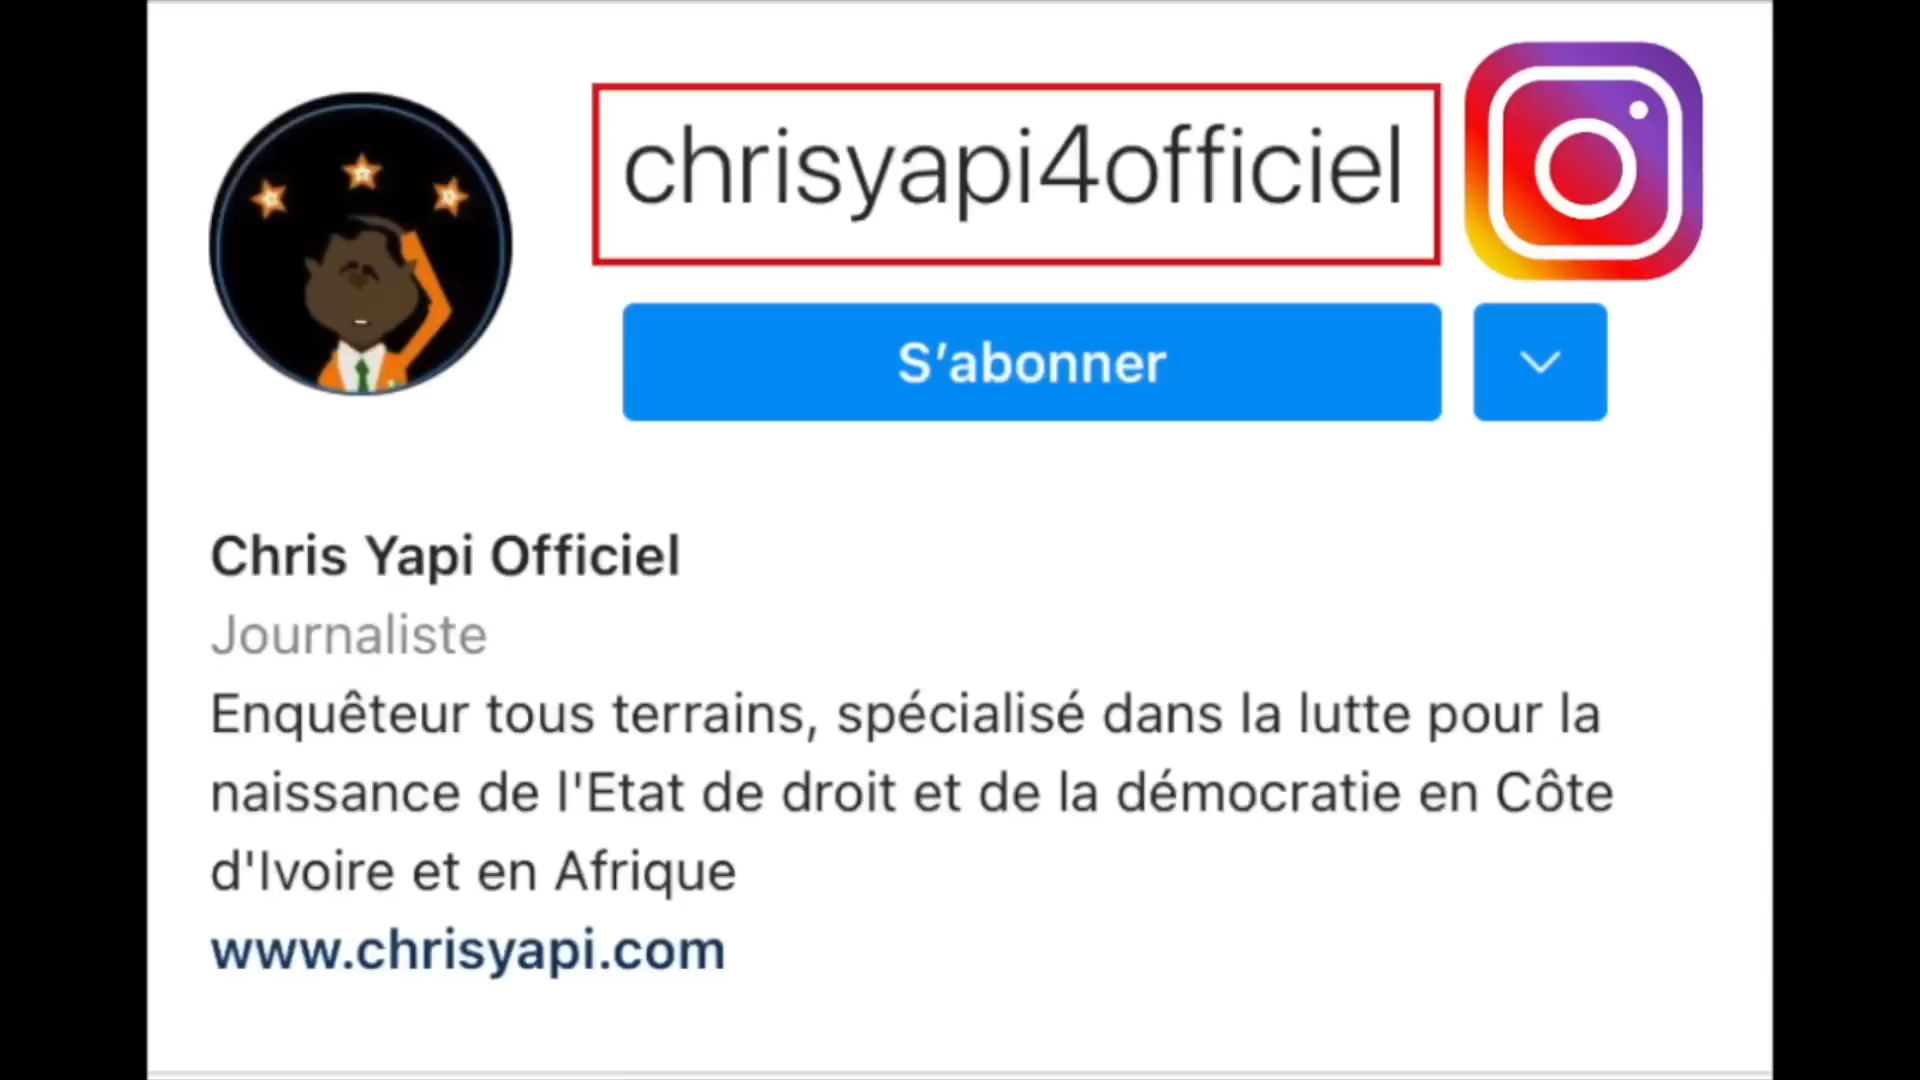 chrisyapi4officiel
S’abonner
Chris Yapi Officiel
Journaliste
Enquêteur tous terrains, spécialisé dans la lutte pour la
naissance de l'Etat de droit et de la démocratie en Côte
d'Ivoire et en Afrique
www.chrisyapi.com